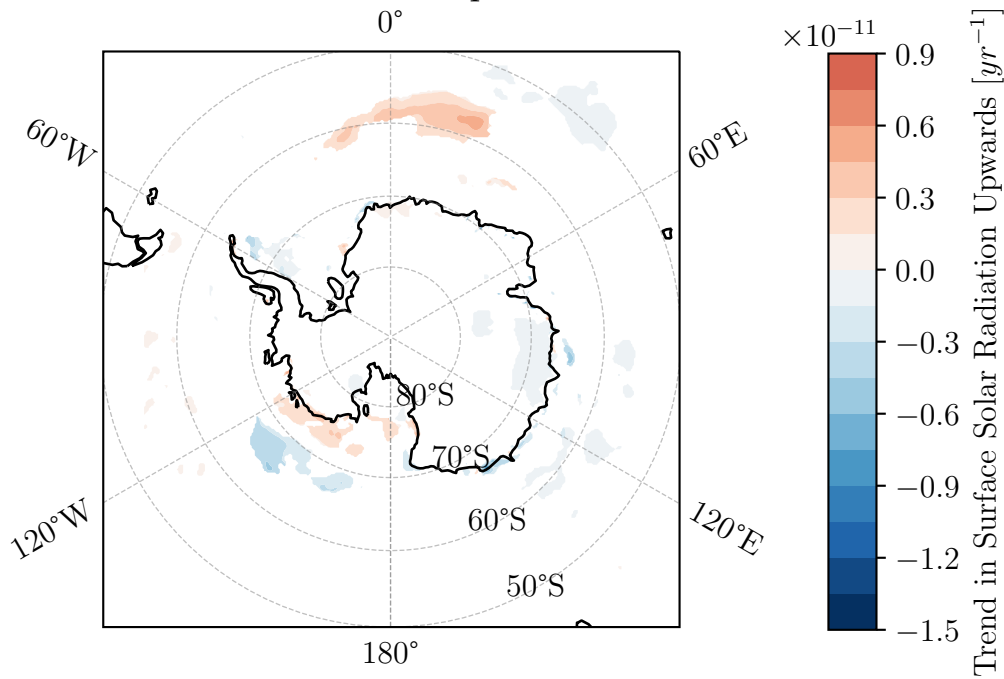 0°
60°W
60°E
120°W
120°E
180°
80°S
70°S
60°S
50°S
×10⁻¹¹
0.9
0.6
0.3
0.0
−0.3
−0.6
−0.9
−1.2
−1.5
Trend in Surface Solar Radiation Upwards [yr⁻¹]